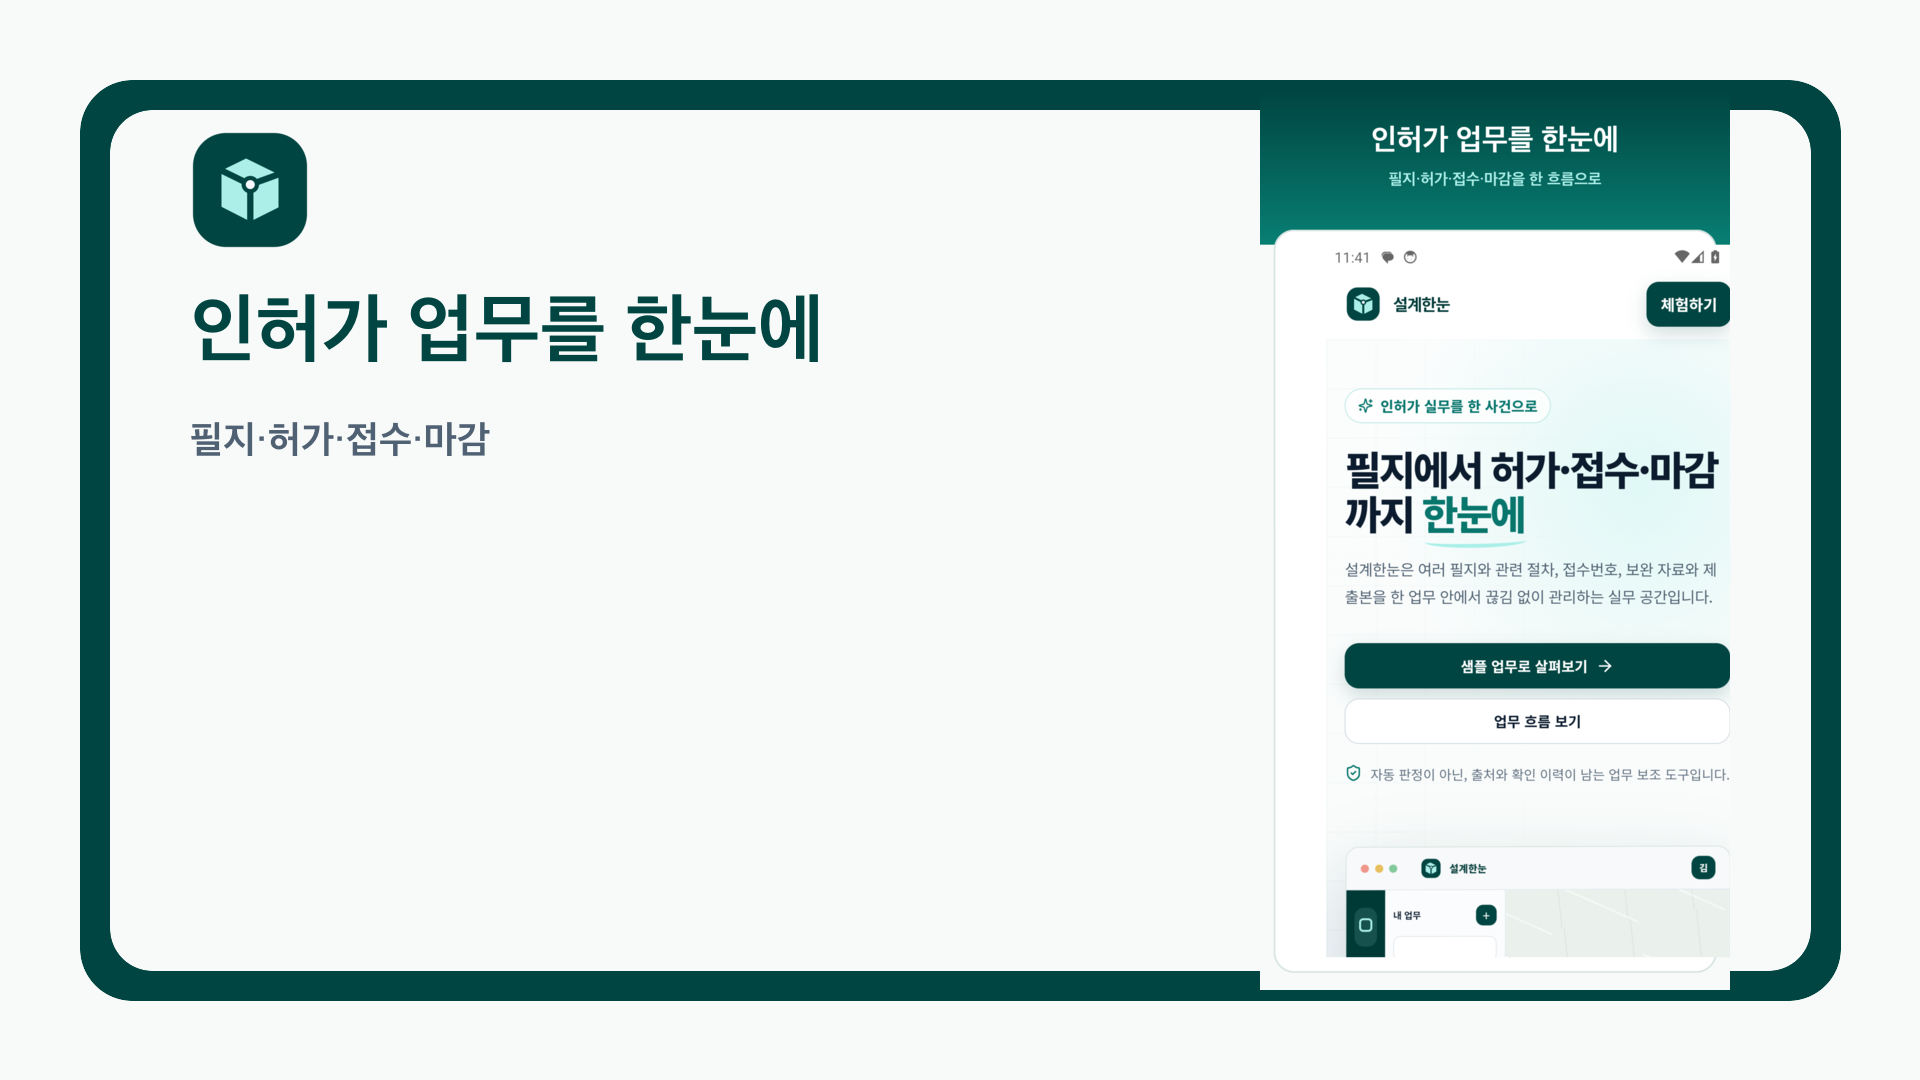 인허가 업무를 한눈에
필지·허가·접수·마감
인허가 업무를 한눈에
필지·허가·접수·마감을 한 흐름으로
11:41
설계한눈
체험하기
인허가 실무를 한 사건으로
필지에서 허가·접수·마감
까지 한눈에
설계한눈은 여러 필지와 관련 절차, 접수번호, 보완 자료와 제
출본을 한 업무 안에서 끊김 없이 관리하는 실무 공간입니다.
샘플 업무로 살펴보기 →
업무 흐름 보기
자동 판정이 아닌, 출처와 확인 이력이 남는 업무 보조 도구입니다.
설계한눈
김
내 업무
+